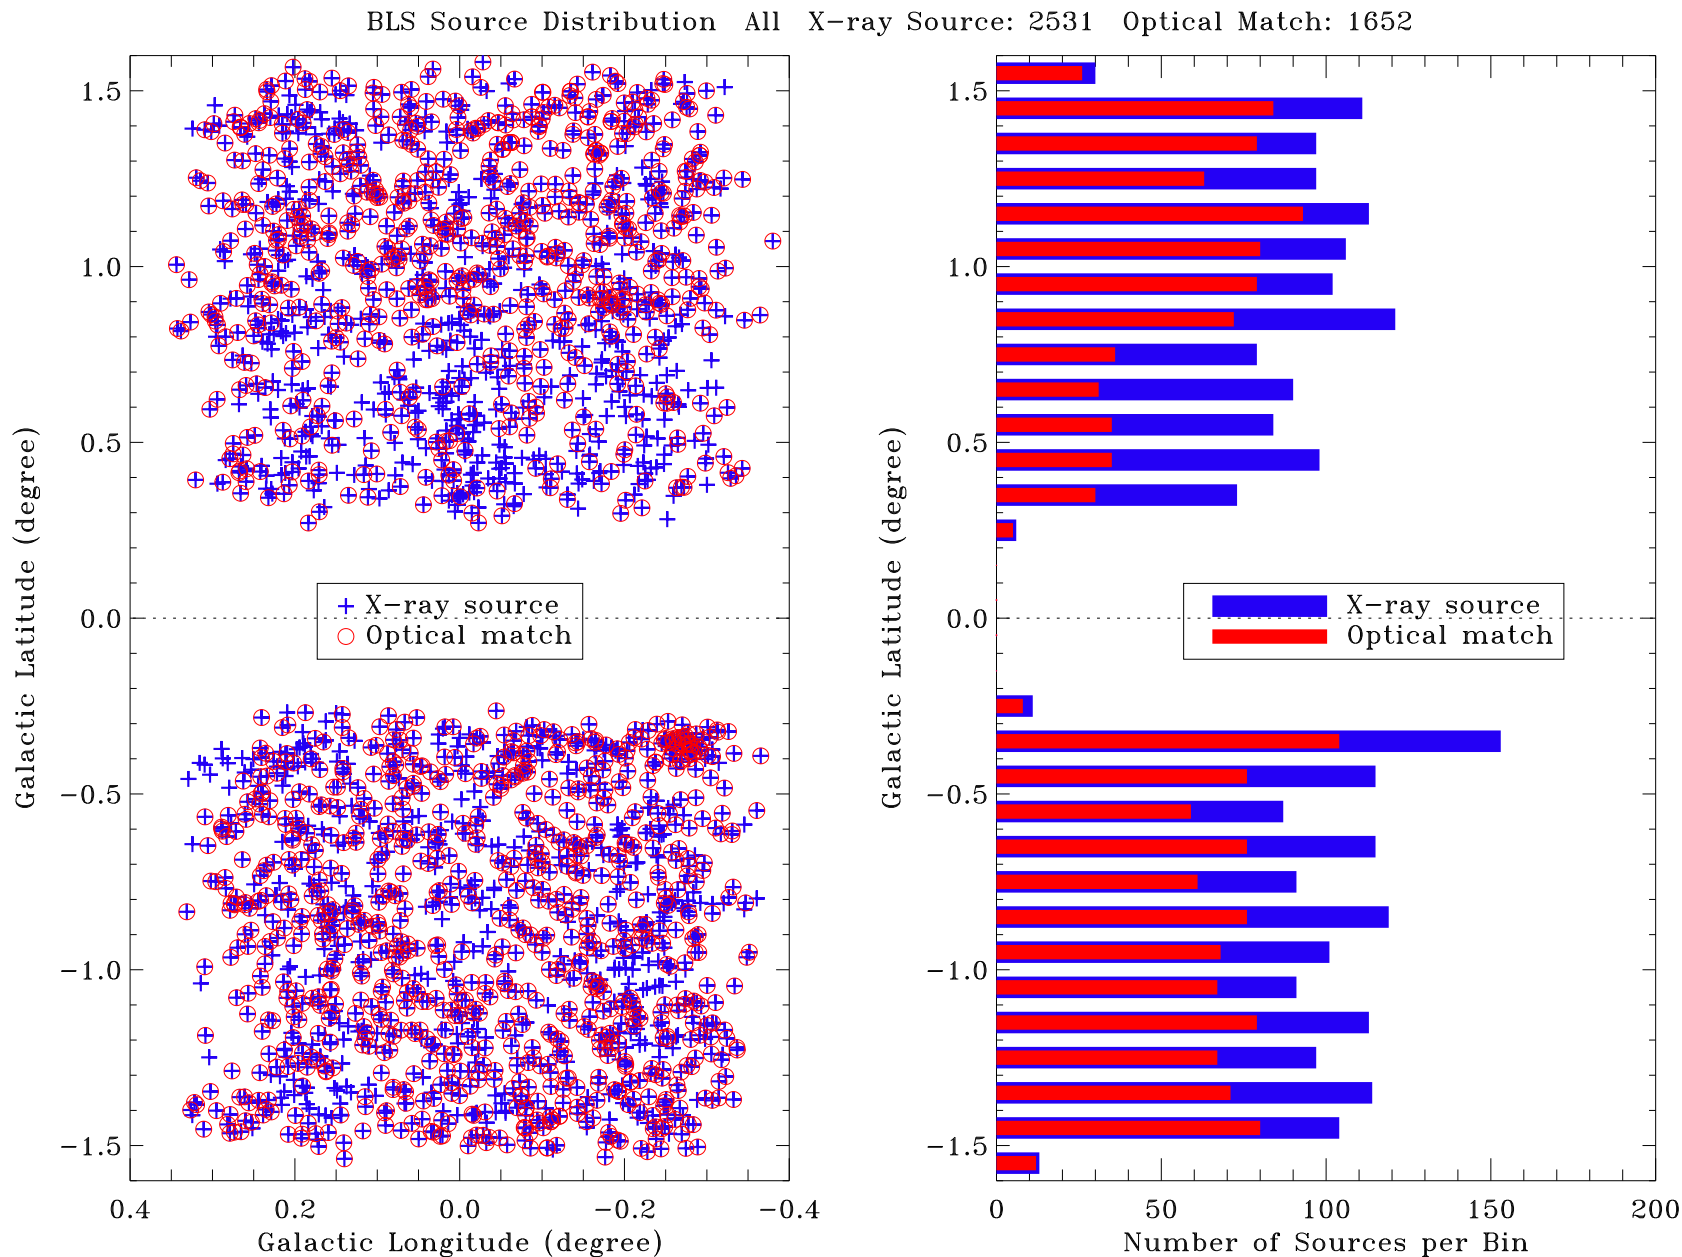 BLS Source Distribution  All  X-ray Source: 2531  Optical Match: 1652
Galactic Latitude (degree)
1.5
1.0
0.5
0.0
−0.5
−1.0
−1.5
X-ray source
Optical match
0.4
0.2
0.0
−0.2
−0.4
Galactic Longitude (degree)
Galactic Latitude (degree)
1.5
1.0
0.5
0.0
−0.5
−1.0
−1.5
X-ray source
Optical match
0
50
100
150
200
Number of Sources per Bin